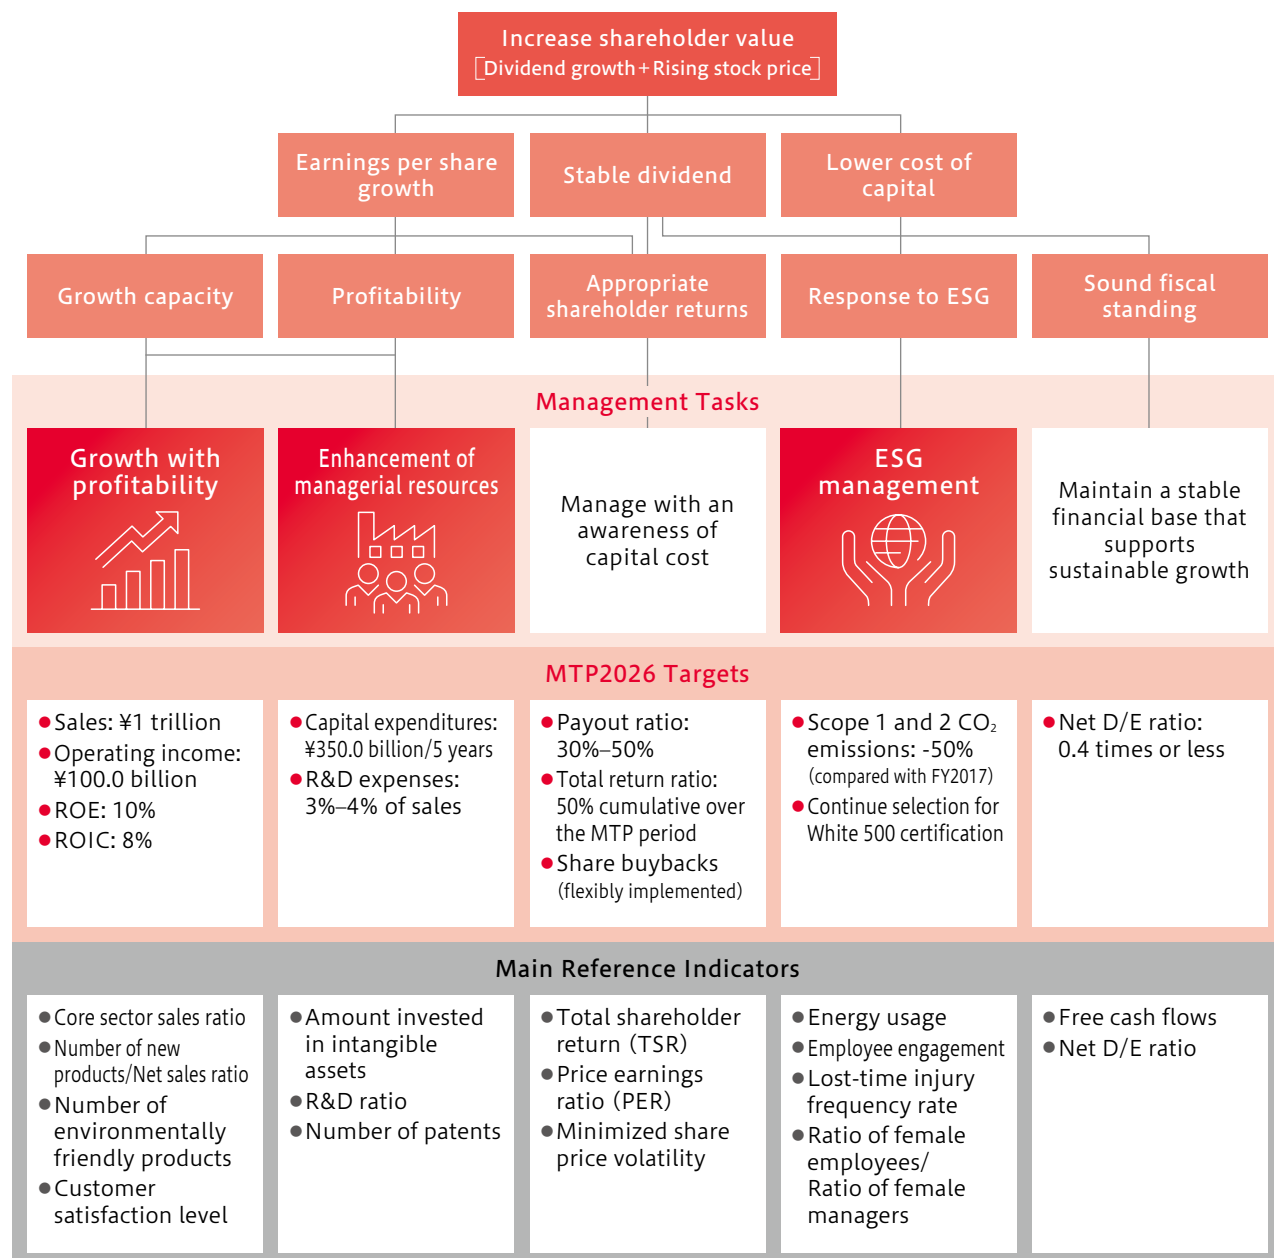 Increase shareholder value
[Dividend growth+Rising stock price]
Earnings per share
growth
Stable dividend
Lower cost of
capital
Growth capacity
Profitability
Appropriate
shareholder returns
Response to ESG
Sound fiscal
standing
Management Tasks
Growth with
profitability
Enhancement of
managerial resources
Manage with an
awareness of
capital cost
ESG
management
Maintain a stable
financial base that
supports
sustainable growth
MTP2026 Targets
●Sales: ¥1 trillion
●Operating income:
¥100.0 billion
●ROE: 10%
●ROIC: 8%
●Capital expenditures:
¥350.0 billion/5 years
●R&D expenses:
3%–4% of sales
●Payout ratio:
30%–50%
●Total return ratio:
50% cumulative over
the MTP period
●Share buybacks
(flexibly implemented)
●Scope 1 and 2 CO₂
emissions: -50%
(compared with FY2017)
●Continue selection for
White 500 certification
●Net D/E ratio:
0.4 times or less
Main Reference Indicators
●Core sector sales ratio
●Number of new
products/Net sales ratio
●Number of
environmentally
friendly products
●Customer
satisfaction level
●Amount invested
in intangible
assets
●R&D ratio
●Number of patents
●Total shareholder
return (TSR)
●Price earnings
ratio (PER)
●Minimized share
price volatility
●Energy usage
●Employee engagement
●Lost-time injury
frequency rate
●Ratio of female
employees/
Ratio of female
managers
●Free cash flows
●Net D/E ratio